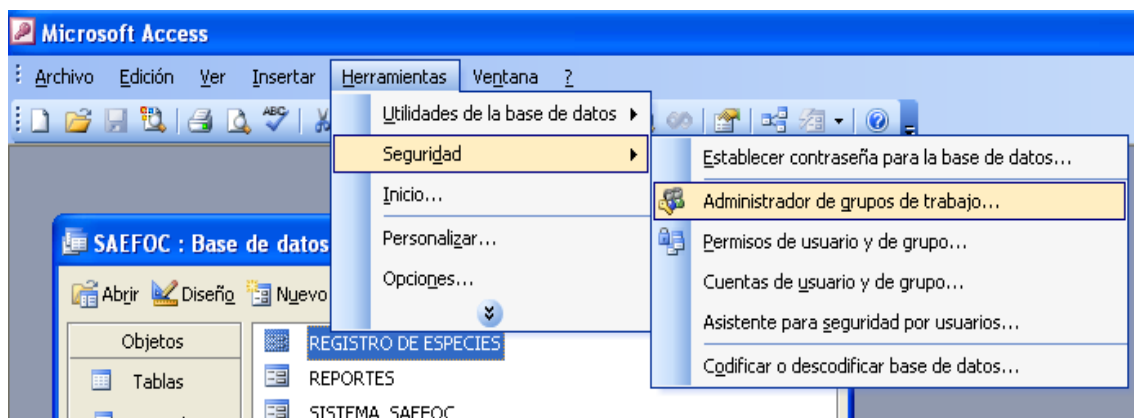 Microsoft Access
Archivo Edición Ver Insertar Herramientas Ventana ?
Utilidades de la base de datos
Seguridad
Inicio...
Personalizar...
Opciones...
Establecer contraseña para la base de datos...
Administrador de grupos de trabajo...
Permisos de usuario y de grupo...
Cuentas de usuario y de grupo...
Asistente para seguridad por usuarios...
Codificar o descodificar base de datos...
SAEFOC : Base de datos
Abrir Diseño Nuevo
Objetos
Tablas
REGISTRO DE ESPECIES
REPORTES
SISTEMA SAEFOC